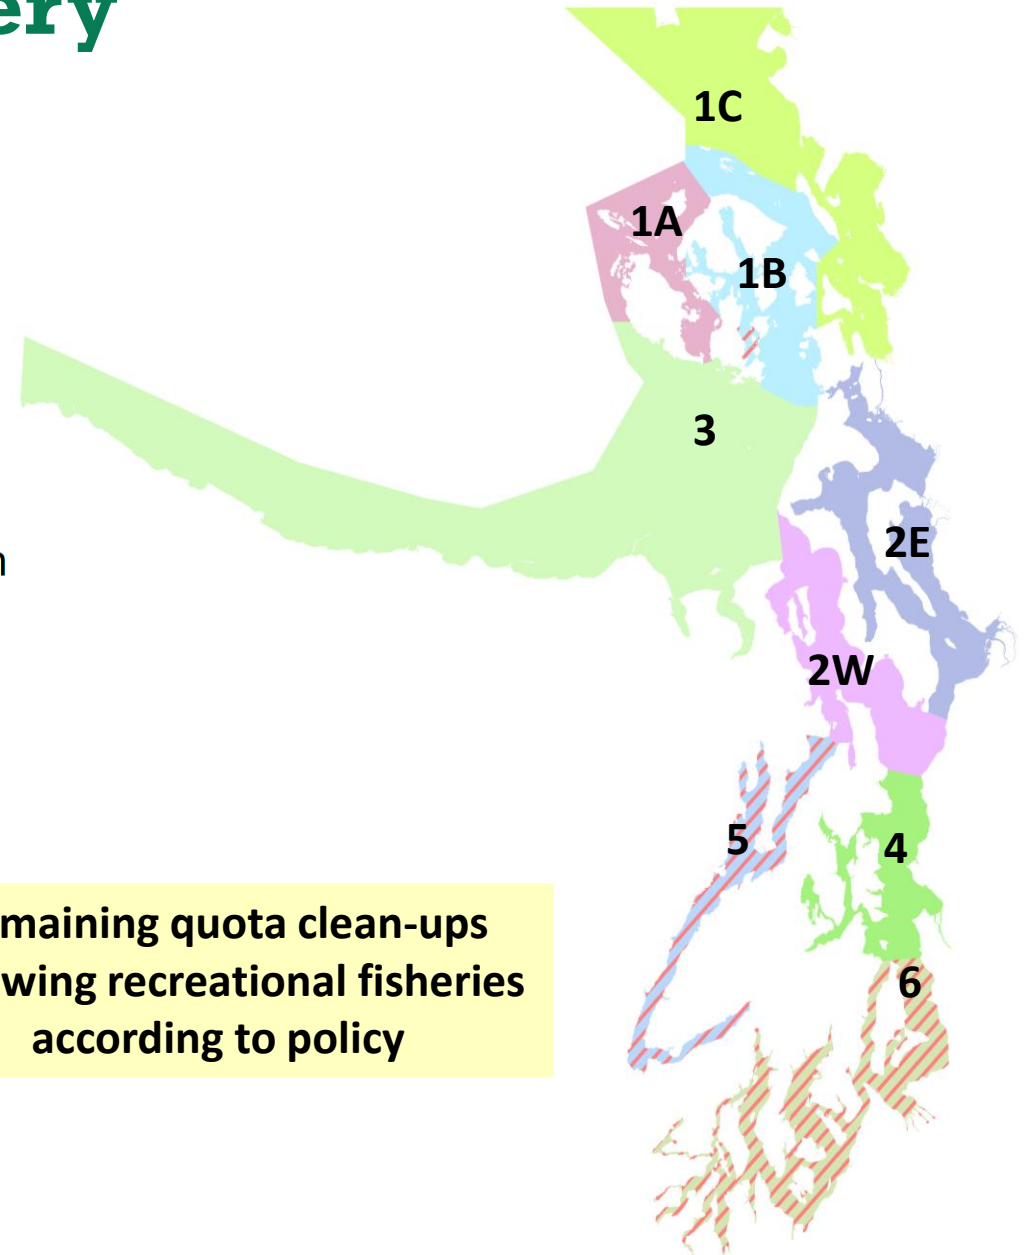 ery
1C
1A
1B
3
n
2E
2W
5
4
maining quota clean-ups
wing recreational fisheries
according to policy
6